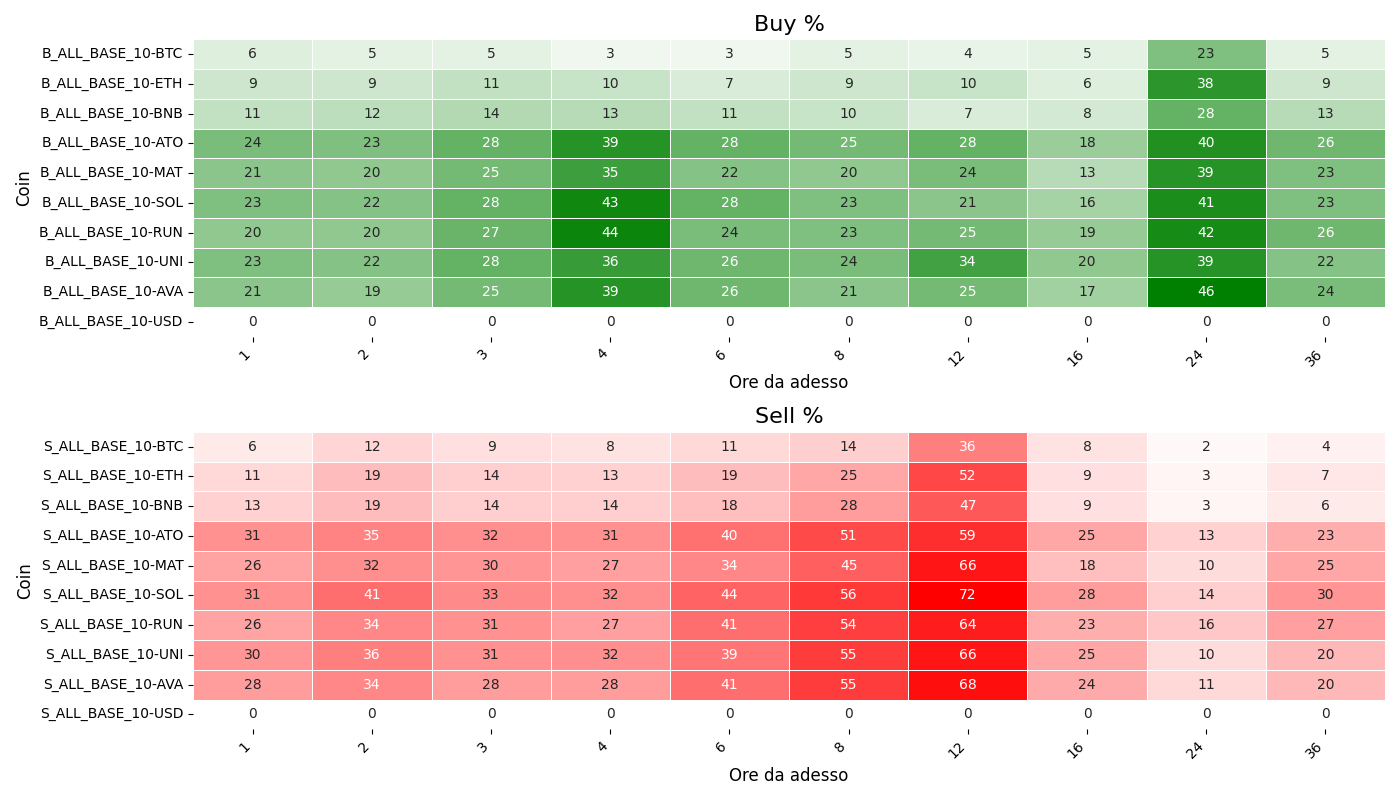 Buy %
Coin
B_ALL_BASE_10-BTC 6 5 5 3 3 5 4 5 23 5
B_ALL_BASE_10-ETH 9 9 11 10 7 9 10 6 38 9
B_ALL_BASE_10-BNB 11 12 14 13 11 10 7 8 28 13
B_ALL_BASE_10-ATO 24 23 28 39 28 25 28 18 40 26
B_ALL_BASE_10-MAT 21 20 25 35 22 20 24 13 39 23
B_ALL_BASE_10-SOL 23 22 28 43 28 23 21 16 41 23
B_ALL_BASE_10-RUN 20 20 27 44 24 23 25 19 42 26
B_ALL_BASE_10-UNI 23 22 28 36 26 24 34 20 39 22
B_ALL_BASE_10-AVA 21 19 25 39 26 21 25 17 46 24
B_ALL_BASE_10-USD 0 0 0 0 0 0 0 0 0 0
1 2 3 4 6 8 12 16 24 36
Ore da adesso
Sell %
Coin
S_ALL_BASE_10-BTC 6 12 9 8 11 14 36 8 2 4
S_ALL_BASE_10-ETH 11 19 14 13 19 25 52 9 3 7
S_ALL_BASE_10-BNB 13 19 14 14 18 28 47 9 3 6
S_ALL_BASE_10-ATO 31 35 32 31 40 51 59 25 13 23
S_ALL_BASE_10-MAT 26 32 30 27 34 45 66 18 10 25
S_ALL_BASE_10-SOL 31 41 33 32 44 56 72 28 14 30
S_ALL_BASE_10-RUN 26 34 31 27 41 54 64 23 16 27
S_ALL_BASE_10-UNI 30 36 31 32 39 55 66 25 10 20
S_ALL_BASE_10-AVA 28 34 28 28 41 55 68 24 11 20
S_ALL_BASE_10-USD 0 0 0 0 0 0 0 0 0 0
1 2 3 4 6 8 12 16 24 36
Ore da adesso